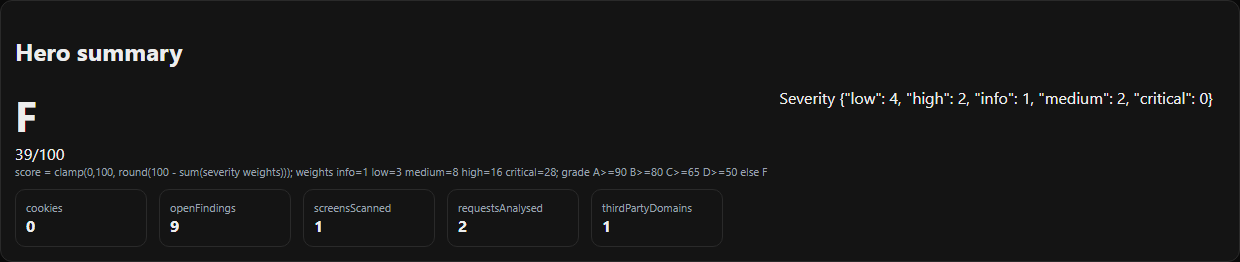 Hero summary
F
Severity {"low": 4, "high": 2, "info": 1, "medium": 2, "critical": 0}
39/100
score = clamp(0,100, round(100 - sum(severity weights))); weights info=1 low=3 medium=8 high=16 critical=28; grade A>=90 B>=80 C>=65 D>=50 else F
cookies
0
openFindings
9
screensScanned
1
requestsAnalysed
2
thirdPartyDomains
1